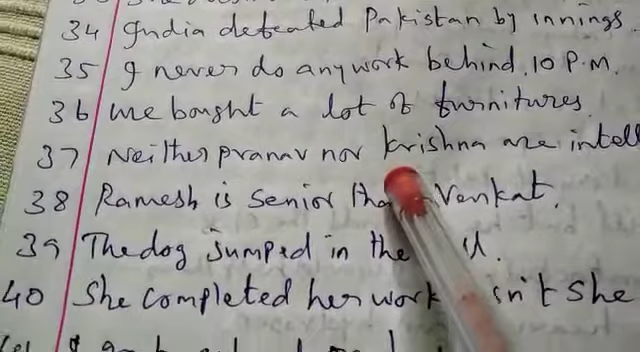 34 India defeated Pakistan by innings.
35 I never do any work behind 10 P.M.
36 we bought a lot of furnitures.
37 Neither pranav nor Krishna are intell
38 Ramesh is senior Venkat.
39 The dog jumped in the
40 She completed her work isn't she